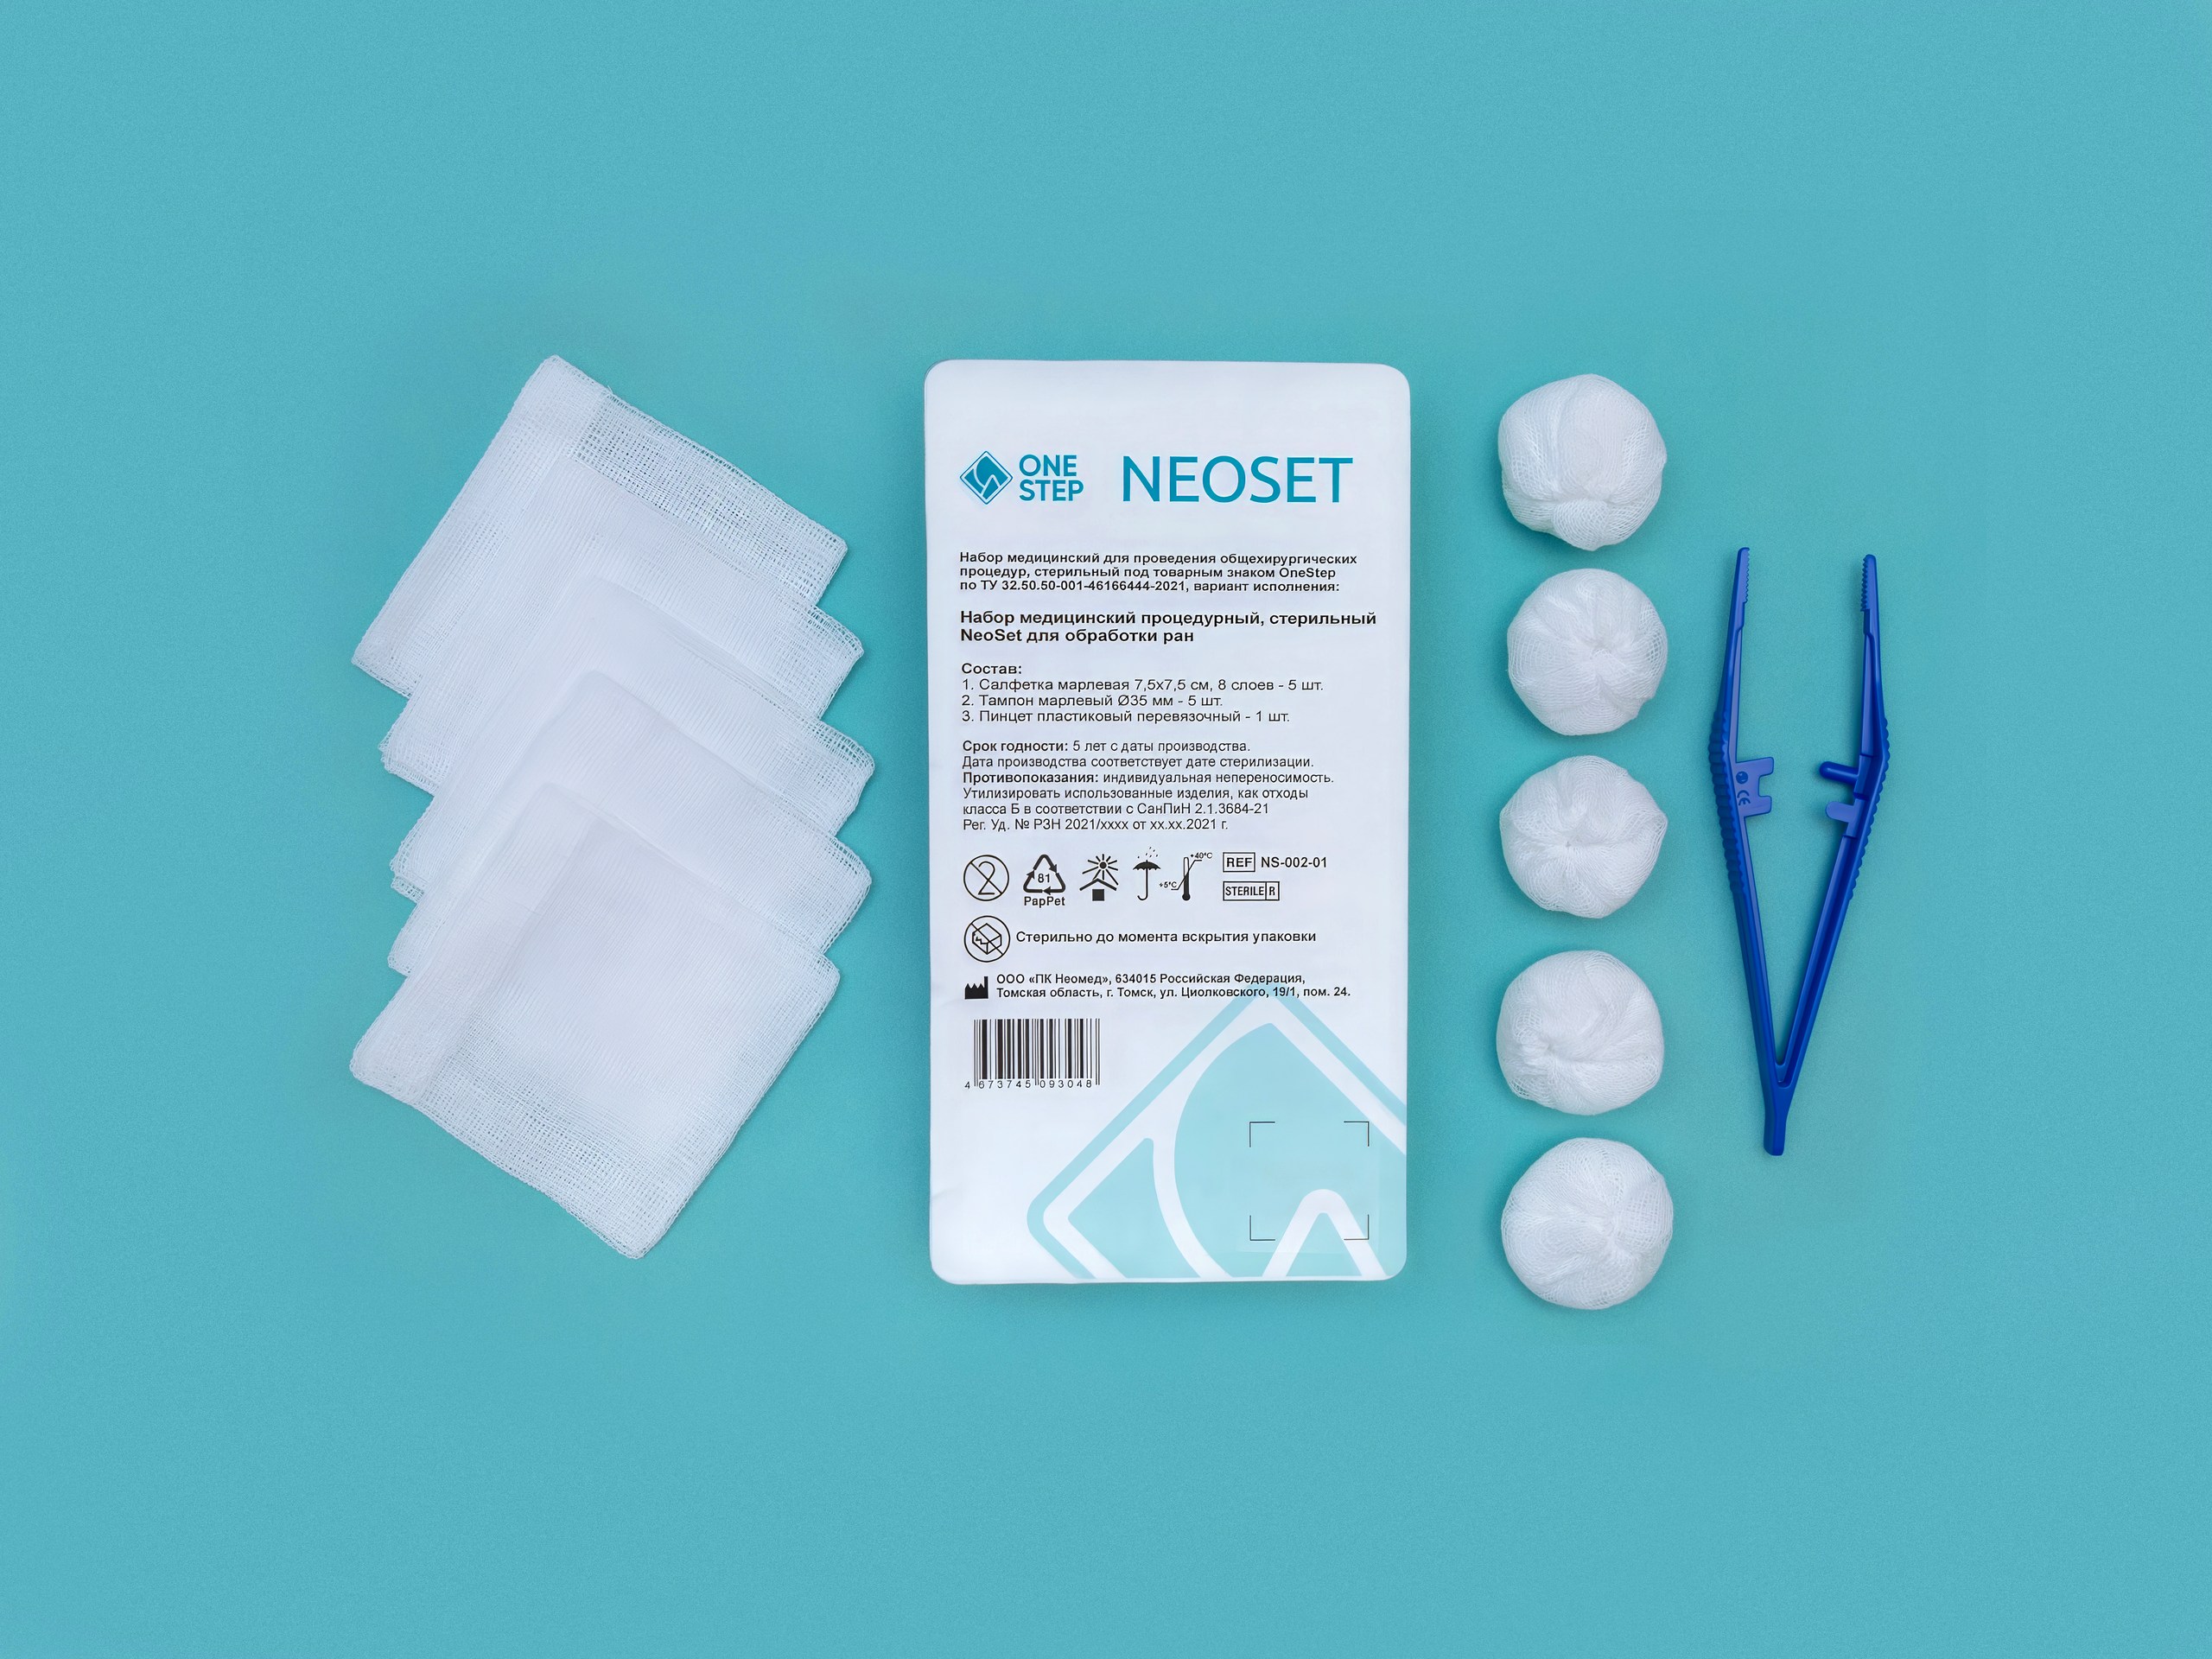 ONE
STEP
NEOSET
Набор медицинский для проведения общехирургических
процедур, стерильный под товарным знаком OneStep
по ТУ 32.50.50-001-46166444-2021, вариант исполнения:
Набор медицинский процедурный, стерильный
NeoSet для обработки ран
Состав:
1. Салфетка марлевая 7,5х7,5 см, 8 слоев - 5 шт.
2. Тампон марлевый Ø35 мм - 5 шт.
3. Пинцет пластиковый перевязочный - 1 шт.
Срок годности: 5 лет с даты производства.
Дата производства соответствует дате стерилизации.
Противопоказания: индивидуальная непереносимость.
Утилизировать использованные изделия, как отходы
класса Б в соответствии с СанПиН 2.1.3684-21
Рег. Уд. № РЗН 2021/хххх от хх.хх.2021 г.
2
81
PapPet
+5°C
+40°C
REF NS-002-01
STERILE R
Стерильно до момента вскрытия упаковки
ООО «ПК Неомед», 634015 Российская Федерация,
Томская область, г. Томск, ул. Циолковского, 19/1, пом. 24.
4 673745 093048
CE